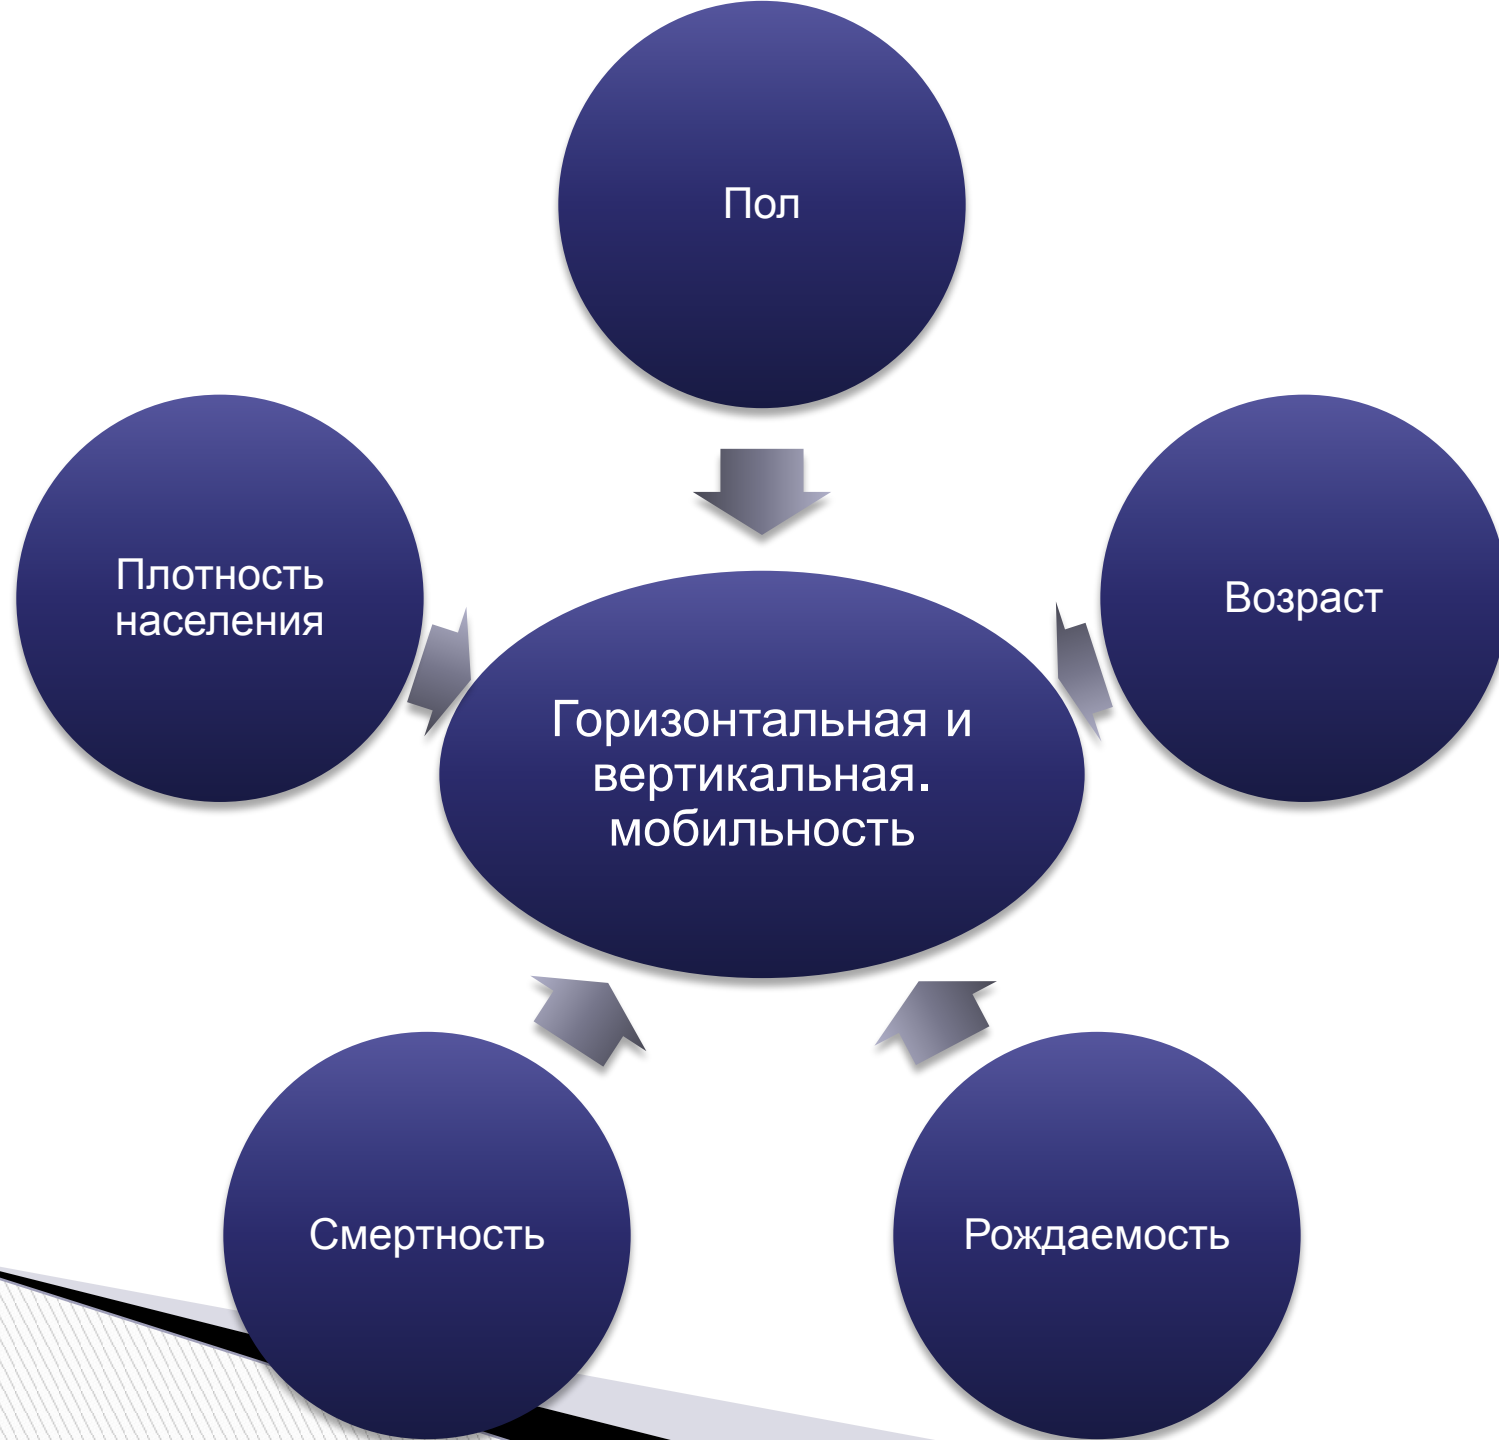 Пол
Плотность
населения
Возраст
Горизонтальная и
вертикальная.
мобильность
Смертность
Рождаемость